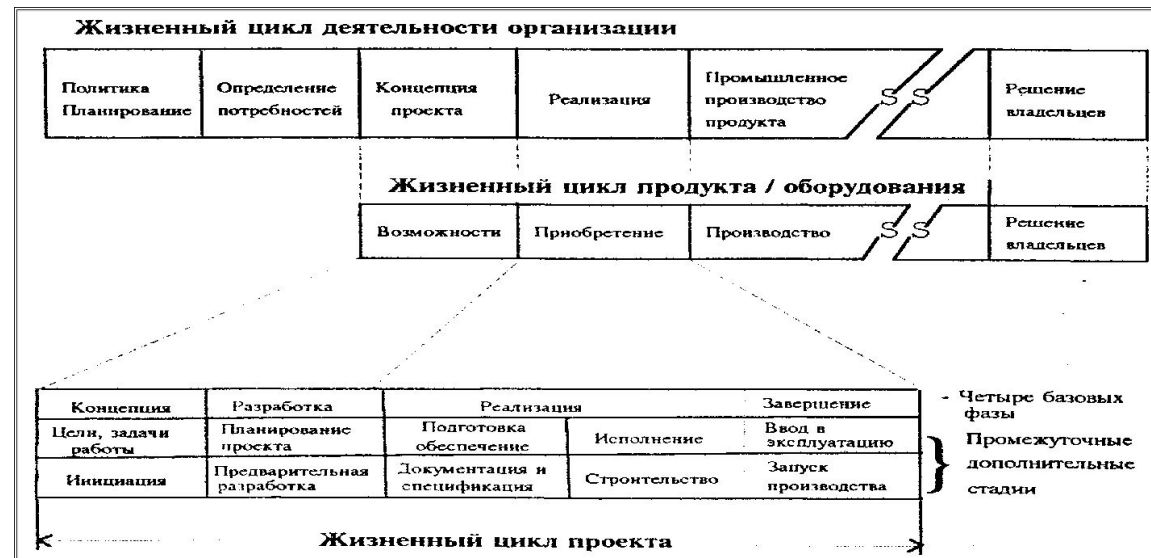 Жизненный цикл деятельности организации
Политика
Планирование
Определение
потребностей
Концепция
проекта
Реализация
Промышленное
производство
продукта
S S
Решение
владельцев
Жизненный цикл продукта / оборудования
Возможности
Приобретение
Производство
S S
Решение
владельцев
Концепция
Разработка
Реализация
Завершение
- Четыре базовых
фазы
Цели, задачи
работы
Планирование
проекта
Подготовка
обеспечение
Исполнение
Ввод в
эксплуатацию
Инициация
Предварительная
разработка
Документация и
спецификация
Строительство
Запуск
производства
Промежуточные
дополнительные
стадии
Жизненный цикл проекта